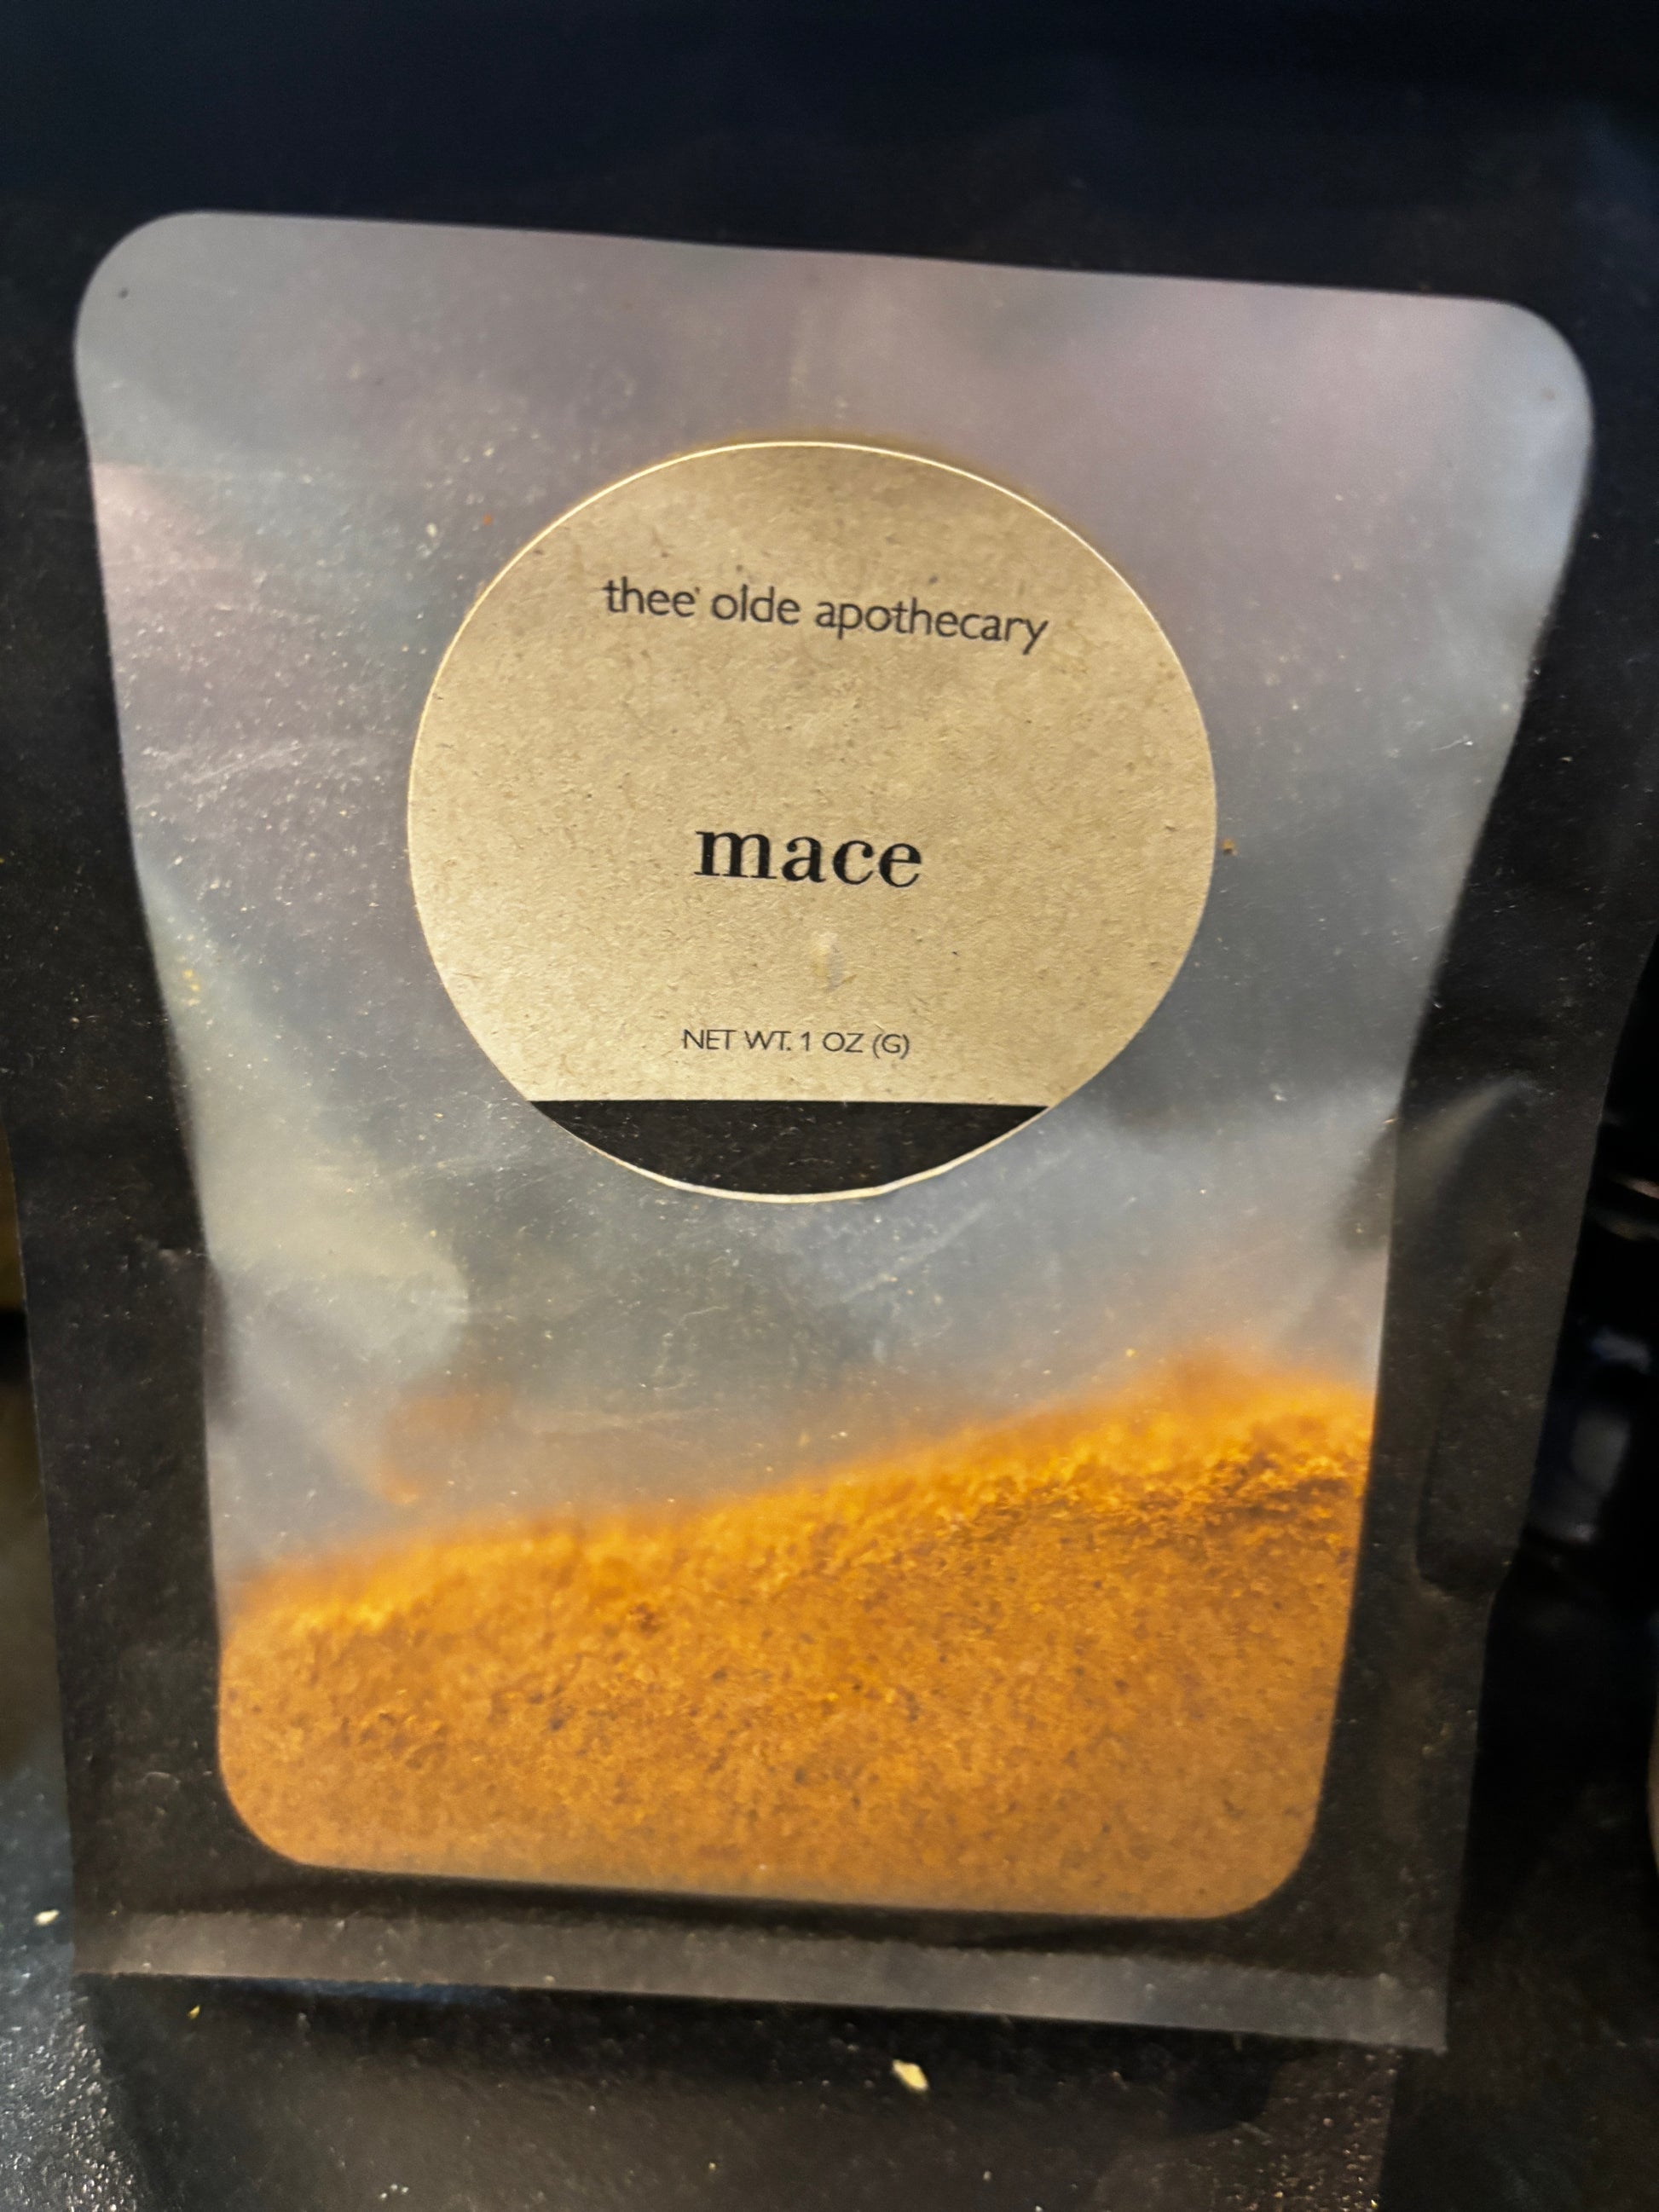 thee' olde apothecary
mace
NET WT. 1 OZ (G)